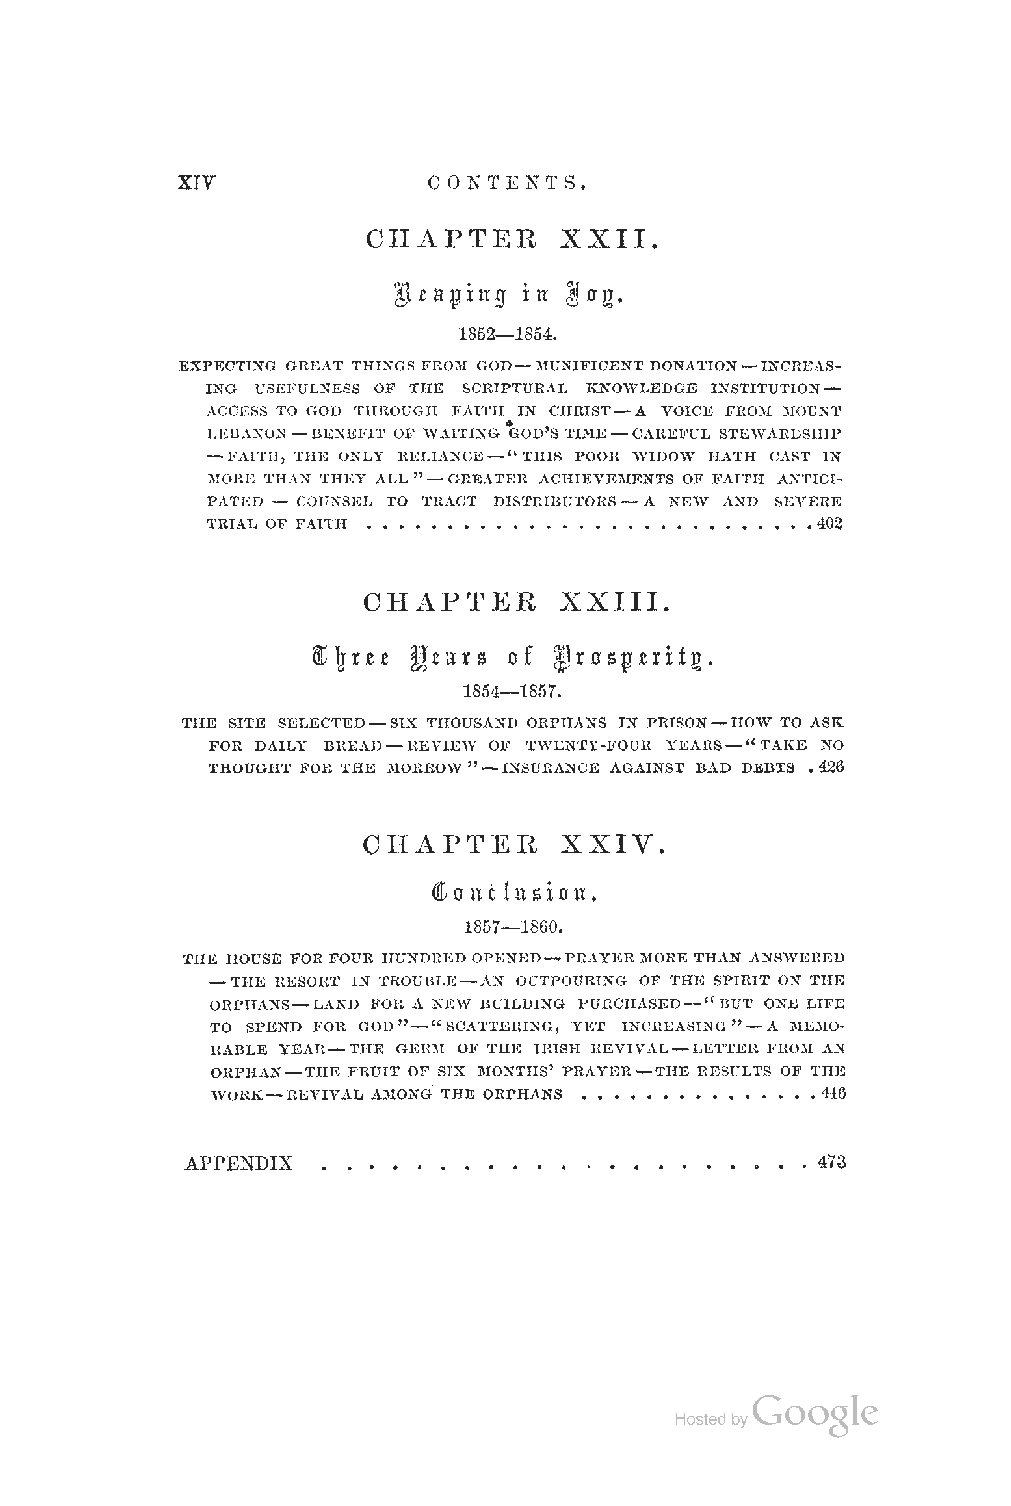 XIV CONTENTS.
CHAPTER XXII.
Reaping in Joy.
1852—1854.
EXPECTING GREAT THINGS FROM GOD—MUNIFICENT DONATION—INCREAS-
ING USEFULNESS OF THE SCRIPTURAL KNOWLEDGE INSTITUTION—
ACCESS TO GOD THROUGH FAITH IN CHRIST—A VOICE FROM MOUNT
LEBANON—BENEFIT OF WAITING GOD'S TIME—CAREFUL STEWARDSHIP
—FAITH, THE ONLY RELIANCE—"THIS POOR WIDOW HATH CAST IN
MORE THAN THEY ALL"—GREATER ACHIEVEMENTS OF FAITH ANTICI-
PATED—COUNSEL TO TRACT DISTRIBUTORS—A NEW AND SEVERE
TRIAL OF FAITH . . . . . . . . . . . . . . . . . . . . . . . . . . . . 402
CHAPTER XXIII.
Three Years of Prosperity.
1854—1857.
THE SITE SELECTED—SIX THOUSAND ORPHANS IN PRISON—HOW TO ASK
FOR DAILY BREAD—REVIEW OF TWENTY-FOUR YEARS—"TAKE NO
THOUGHT FOR THE MORROW"—INSURANCE AGAINST BAD DEBTS . 426
CHAPTER XXIV.
Conclusion.
1857—1860.
THE HOUSE FOR FOUR HUNDRED OPENED—PRAYER MORE THAN ANSWERED
—THE RESORT IN TROUBLE—AN OUTPOURING OF THE SPIRIT ON THE
ORPHANS—LAND FOR A NEW BUILDING PURCHASED—"BUT ONE LIFE
TO SPEND FOR GOD"—"SCATTERING, YET INCREASING"—A MEMO-
RABLE YEAR—THE GERM OF THE IRISH REVIVAL—LETTER FROM AN
ORPHAN—THE FRUIT OF SIX MONTHS' PRAYER—THE RESULTS OF THE
WORK—REVIVAL AMONG THE ORPHANS . . . . . . . . . . . . . . . 446
APPENDIX . . . . . . . . . . . . . . . . . . . . . 473
Hosted by Google